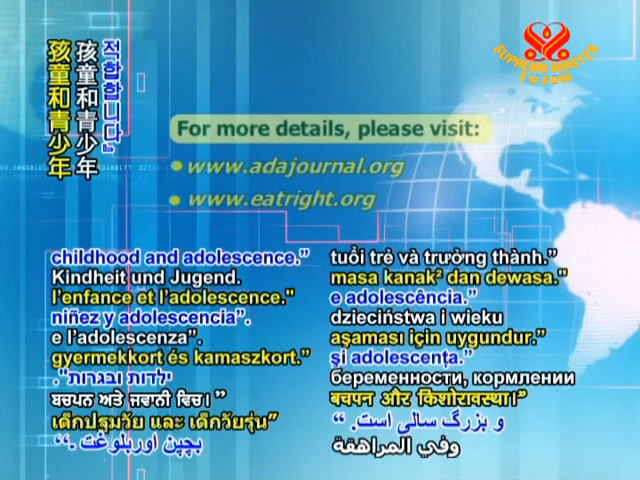 SUPREME MASTER
TV.COM
적합합니다』
孩童和青少年
孩童和青少年
For more details, please visit:
www.adajournal.org
www.eatright.org
childhood and adolescence.”
Kindheit und Jugend.
l’enfance et l’adolescence."
niñez y adolescencia”.
e l’adolescenza”.
gyermekkort és kamaszkort.”
ילדות ובגרות".
ਬਚਪਨ ਅਤੇ ਜਵਾਨੀ ਵਿਚ। ”
เด็กปฐมวัย และ เด็กวัยรุ่น”
بچپن اوربلوغت -“
tuổi trẻ và trưởng thành.”
masa kanak² dan dewasa."
e adolescência.”
dzieciństwa i wieku
aşaması için uygundur.”
şi adolescenţa.”
беременности, кормлении
बचपन और किशोरावस्था।”
و بزرگ سالی است. “
وفي المراهقة